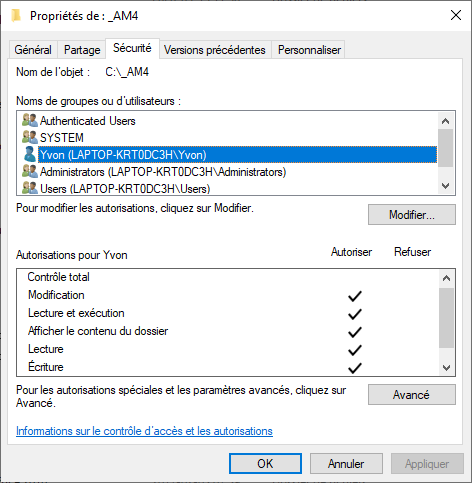 Propriétés de : _AM4
Général Partage Sécurité Versions précédentes Personnaliser
Nom de l'objet : C:\_AM4
Noms de groupes ou d'utilisateurs :
Authenticated Users
SYSTEM
Yvon (LAPTOP-KRT0DC3H\Yvon)
Administrators (LAPTOP-KRT0DC3H\Administrators)
Users (LAPTOP-KRT0DC3H\Users)
Pour modifier les autorisations, cliquez sur Modifier.
Modifier...
Autorisations pour Yvon Autoriser Refuser
Contrôle total
Modification
Lecture et exécution
Afficher le contenu du dossier
Lecture
Écriture
Pour les autorisations spéciales et les paramètres avancés, cliquez sur
Avancé.
Avancé
Informations sur le contrôle d'accès et les autorisations
OK Annuler Appliquer